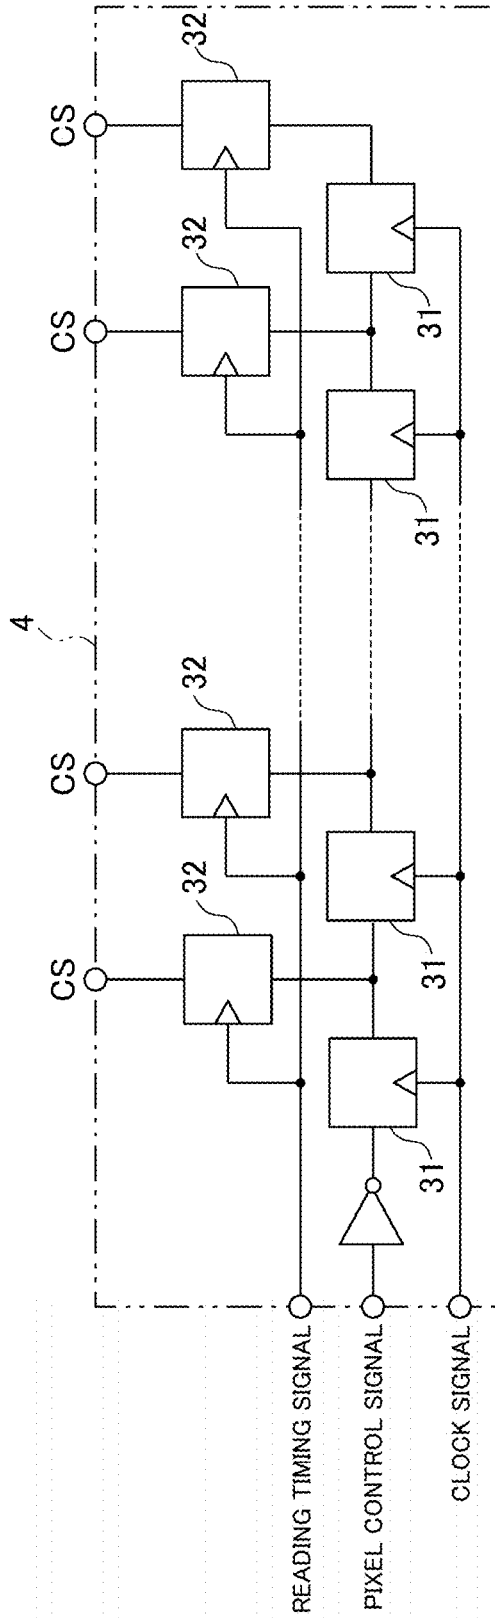 4
CS CS CS CS
32 32 32 32
READING TIMING SIGNAL
PIXEL CONTROL SIGNAL
31 31 31 31
CLOCK SIGNAL